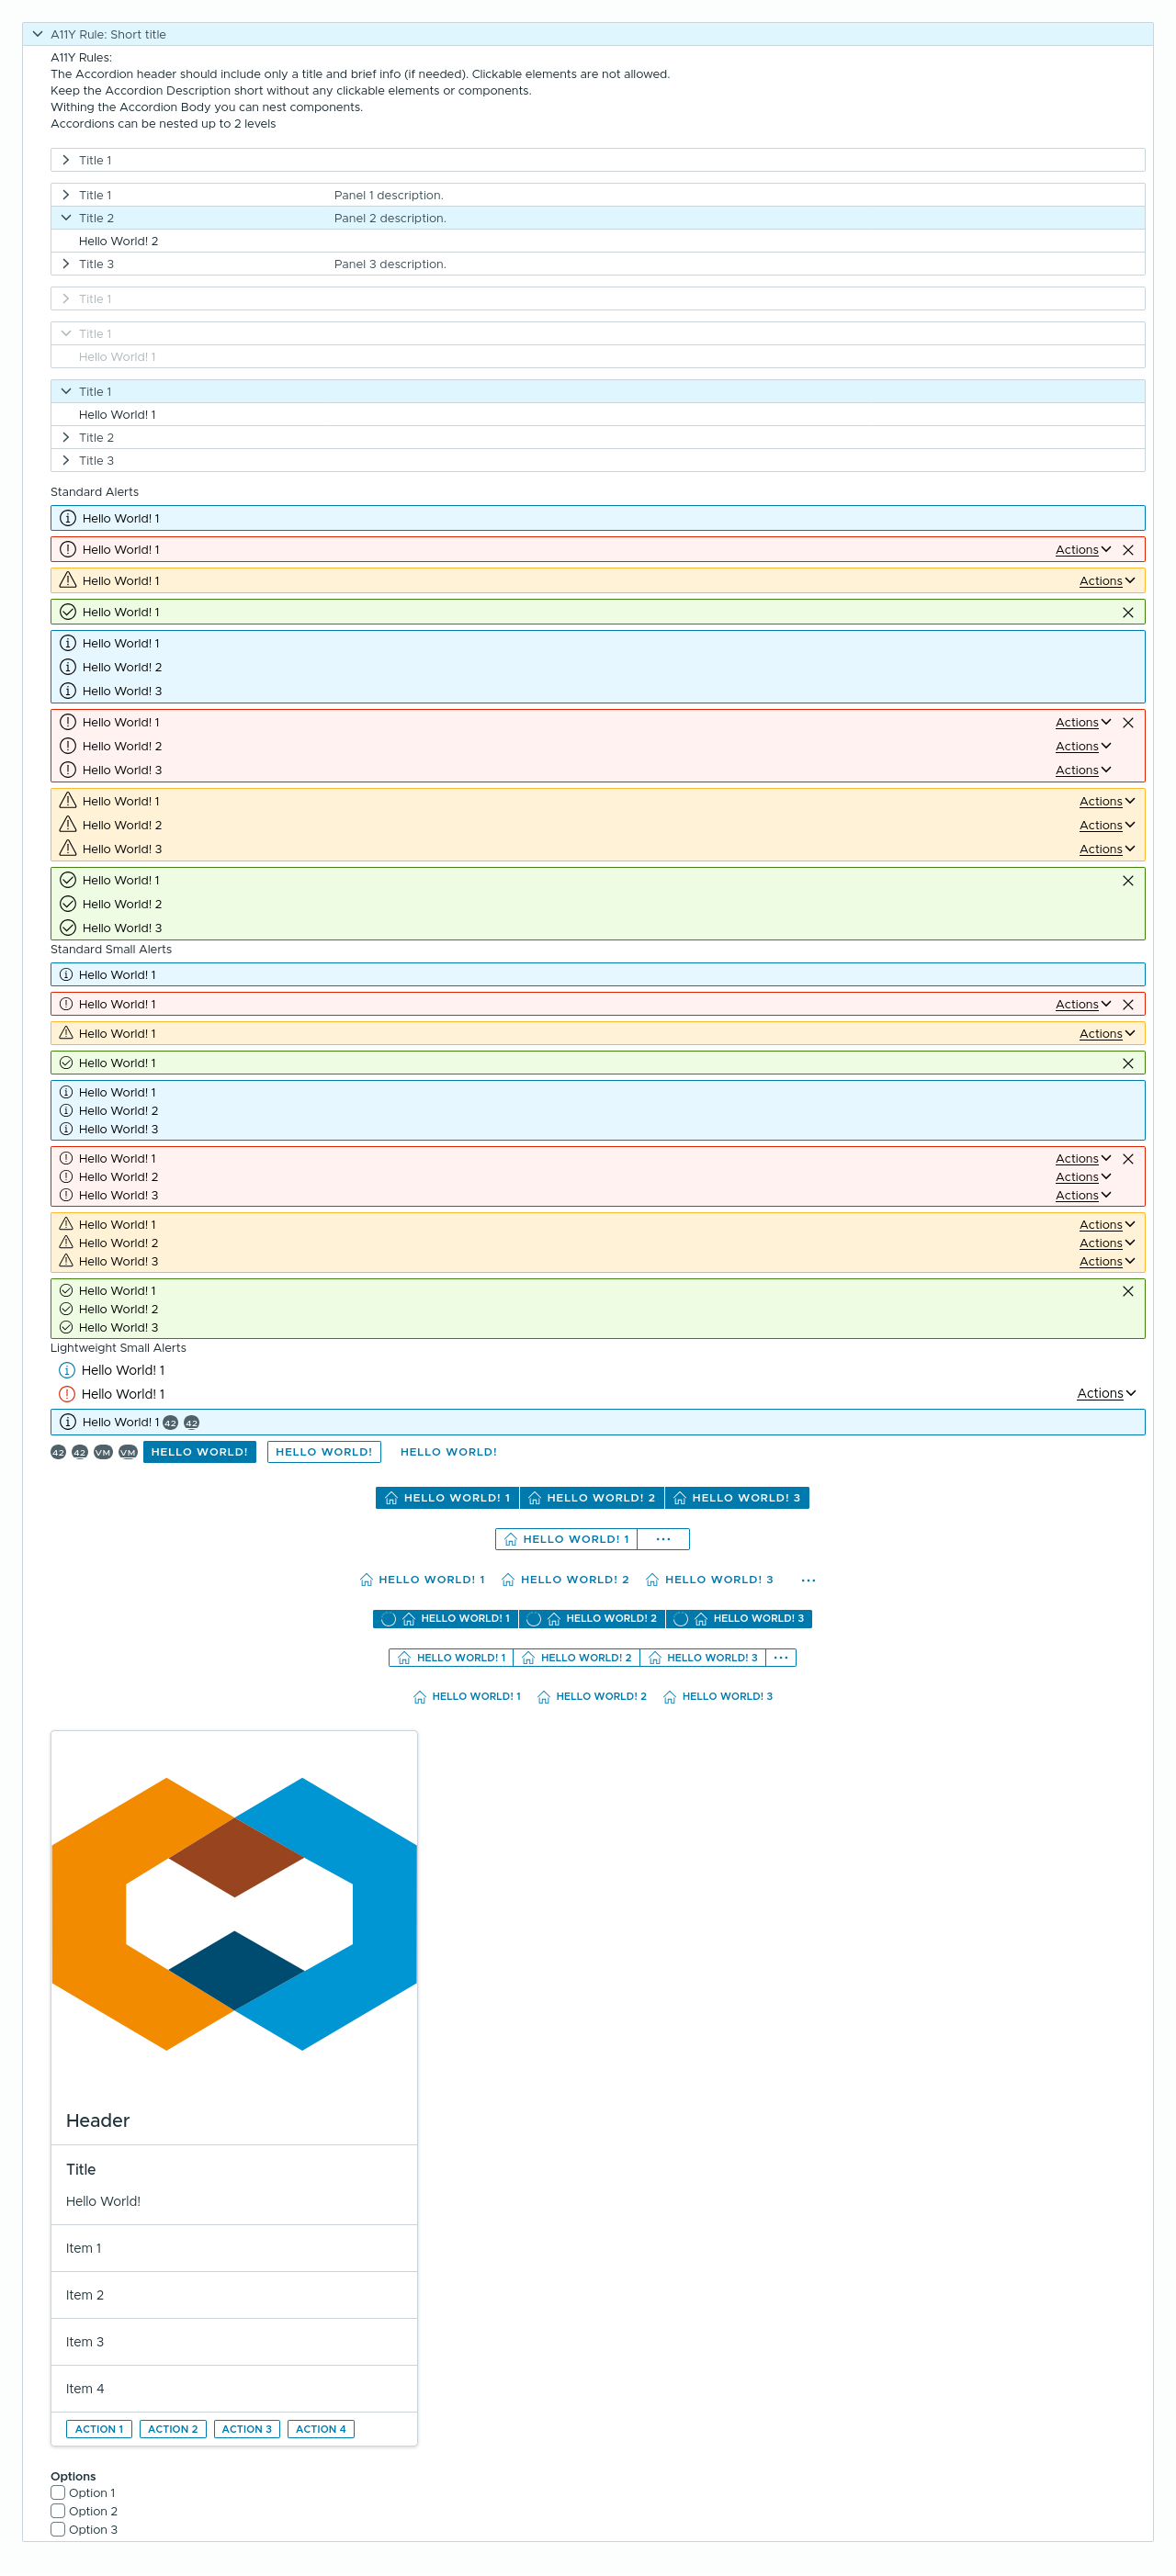 A11Y Rule: Short title
A11Y Rules:
The Accordion header should include only a title and brief info (if needed). Clickable elements are not allowed.
Keep the Accordion Description short without any clickable elements or components.
Withing the Accordion Body you can nest components.
Accordions can be nested up to 2 levels
Title 1
Title 1 Panel 1 description.
Title 2 Panel 2 description.
Hello World! 2
Title 3 Panel 3 description.
Title 1
Title 1
Hello World! 1
Title 1
Hello World! 1
Title 2
Title 3
Standard Alerts
Hello World! 1
Hello World! 1 Actions
Hello World! 1 Actions
Hello World! 1
Hello World! 1
Hello World! 2
Hello World! 3
Hello World! 1 Actions
Hello World! 2 Actions
Hello World! 3 Actions
Hello World! 1 Actions
Hello World! 2 Actions
Hello World! 3 Actions
Hello World! 1
Hello World! 2
Hello World! 3
Standard Small Alerts
Hello World! 1
Hello World! 1 Actions
Hello World! 1 Actions
Hello World! 1
Hello World! 1
Hello World! 2
Hello World! 3
Hello World! 1 Actions
Hello World! 2 Actions
Hello World! 3 Actions
Hello World! 1 Actions
Hello World! 2 Actions
Hello World! 3 Actions
Hello World! 1
Hello World! 2
Hello World! 3
Lightweight Small Alerts
Hello World! 1
Hello World! 1 Actions
Hello World! 1 42 42
42 42 VM VM HELLO WORLD! HELLO WORLD! HELLO WORLD!
HELLO WORLD! 1 HELLO WORLD! 2 HELLO WORLD! 3
HELLO WORLD! 1 ...
HELLO WORLD! 1 HELLO WORLD! 2 HELLO WORLD! 3 ...
HELLO WORLD! 1 HELLO WORLD! 2 HELLO WORLD! 3
HELLO WORLD! 1 HELLO WORLD! 2 HELLO WORLD! 3 ...
HELLO WORLD! 1 HELLO WORLD! 2 HELLO WORLD! 3
Header
Title
Hello World!
Item 1
Item 2
Item 3
Item 4
ACTION 1 ACTION 2 ACTION 3 ACTION 4
Options
Option 1
Option 2
Option 3